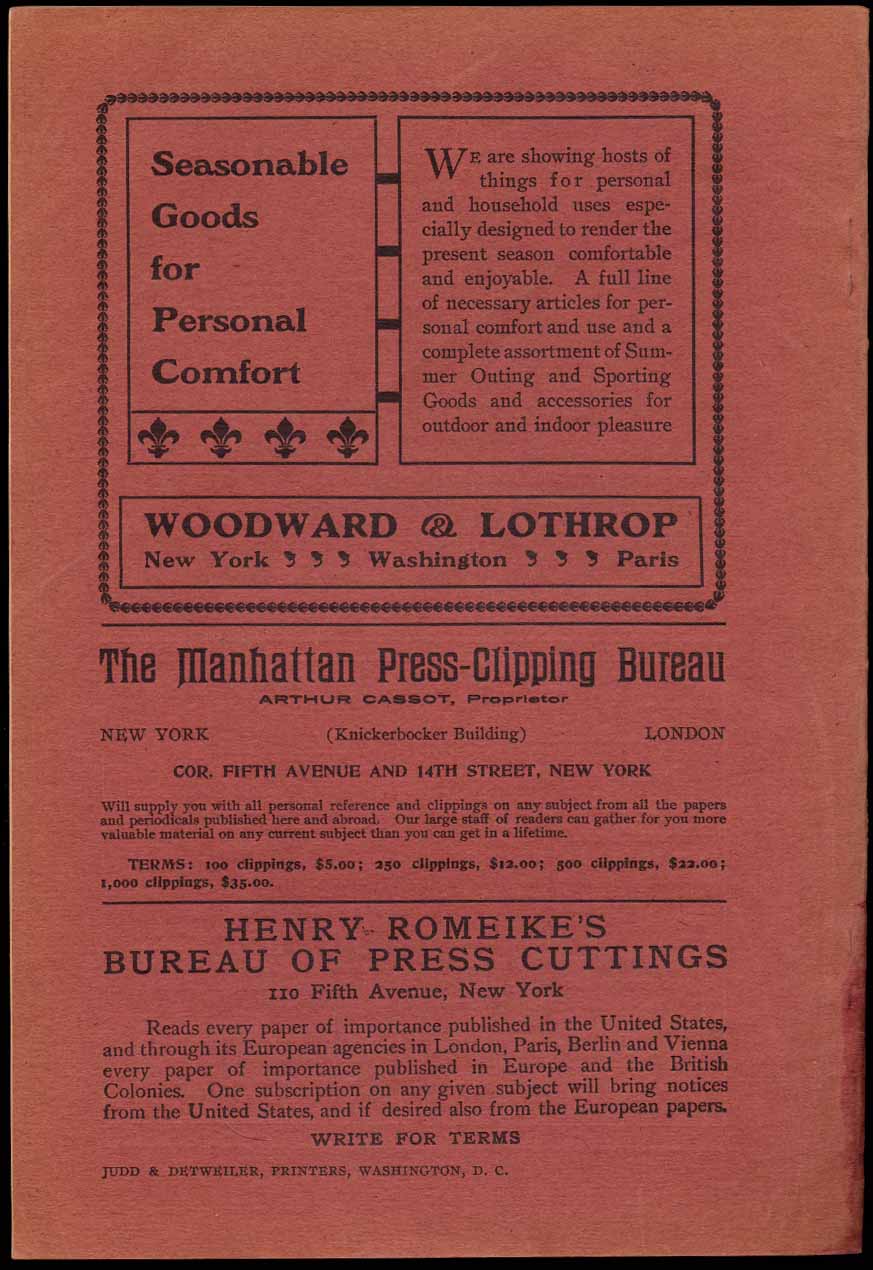 Seasonable
Goods
for
Personal
Comfort
WE are showing hosts of
things for personal
and household uses espe-
cially designed to render the
present season comfortable
and enjoyable. A full line
of necessary articles for per-
sonal comfort and use and a
complete assortment of Sum-
mer Outing and Sporting
Goods and accessories for
outdoor and indoor pleasure
WOODWARD & LOTHROP
New York Washington Paris
The Manhattan Press-Clipping Bureau
ARTHUR CASSOT, Proprietor
NEW YORK (Knickerbocker Building) LONDON
COR. FIFTH AVENUE AND 14TH STREET, NEW YORK
Will supply you with all personal reference and clippings on any subject from all the papers
and periodicals published here and abroad. Our large staff of readers can gather for you more
valuable material on any current subject than you can get in a lifetime.
TERMS: 100 clippings, $5.00; 250 clippings, $12.00; 500 clippings, $22.00;
1,000 clippings, $35.00.
HENRY ROMEIKE'S
BUREAU OF PRESS CUTTINGS
110 Fifth Avenue, New York
Reads every paper of importance published in the United States,
and through its European agencies in London, Paris, Berlin and Vienna
every paper of importance published in Europe and the British
Colonies. One subscription on any given subject will bring notices
from the United States, and if desired also from the European papers.
WRITE FOR TERMS
JUDD & DETWEILER, PRINTERS, WASHINGTON, D. C.